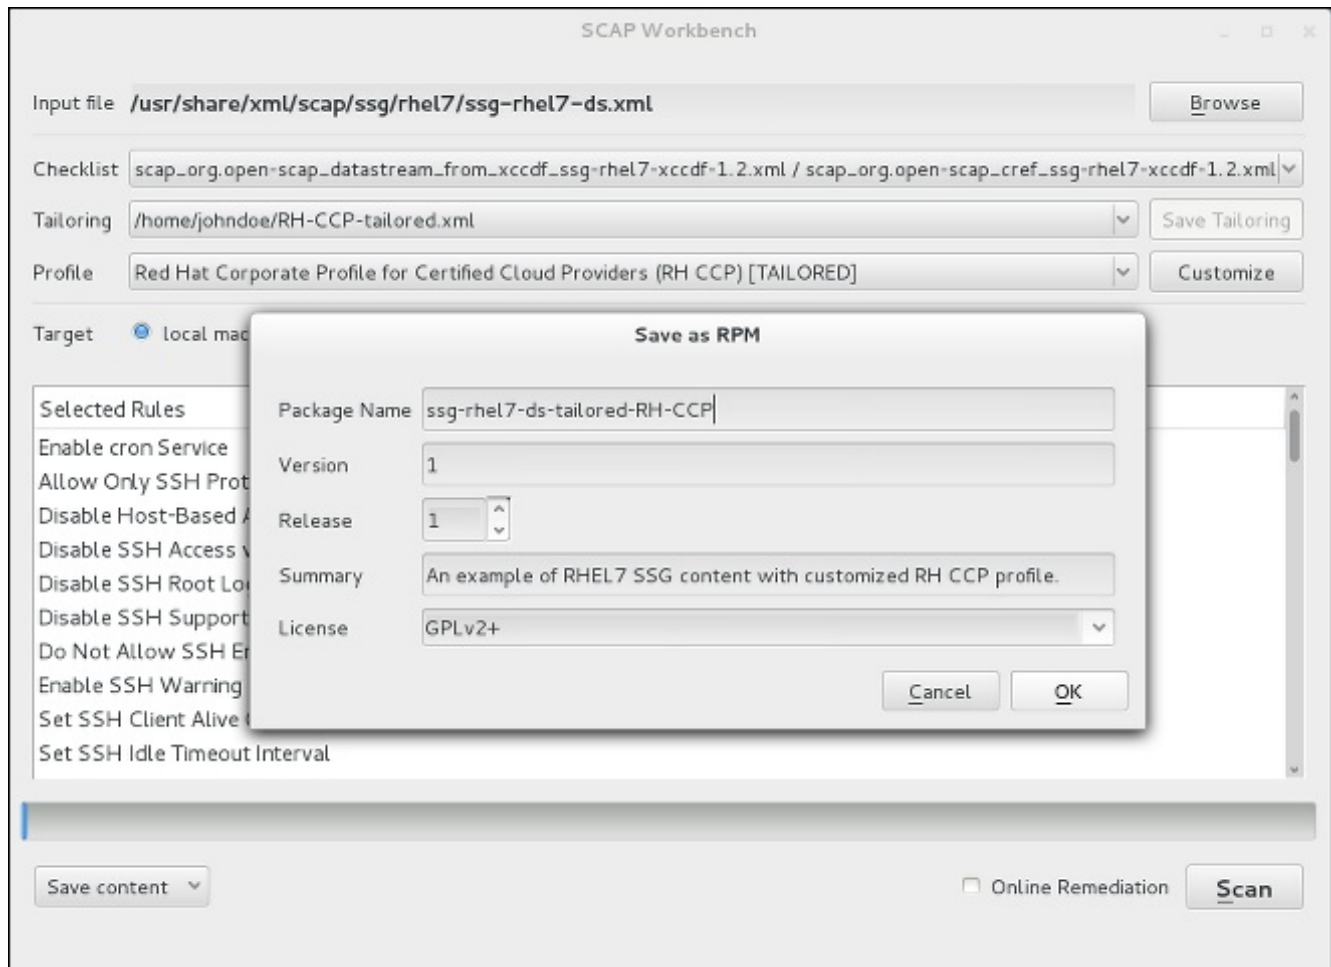 SCAP Workbench
Input file /usr/share/xml/scap/ssg/rhel7/ssg-rhel7-ds.xml Browse
Checklist scap_org.open-scap_datastream_from_xccdf_ssg-rhel7-xccdf-1.2.xml / scap_org.open-scap_cref_ssg-rhel7-xccdf-1.2.xml
Tailoring /home/johndoe/RH-CCP-tailored.xml Save Tailoring
Profile Red Hat Corporate Profile for Certified Cloud Providers (RH CCP) [TAILORED] Customize
Target local mac
Save as RPM
Package Name ssg-rhel7-ds-tailored-RH-CCP
Version 1
Release 1
Summary An example of RHEL7 SSG content with customized RH CCP profile.
License GPLv2+
Cancel OK
Selected Rules
Enable cron Service
Allow Only SSH Prot
Disable Host-Based A
Disable SSH Access v
Disable SSH Root Lo
Disable SSH Support
Do Not Allow SSH En
Enable SSH Warning
Set SSH Client Alive
Set SSH Idle Timeout Interval
Save content Online Remediation Scan